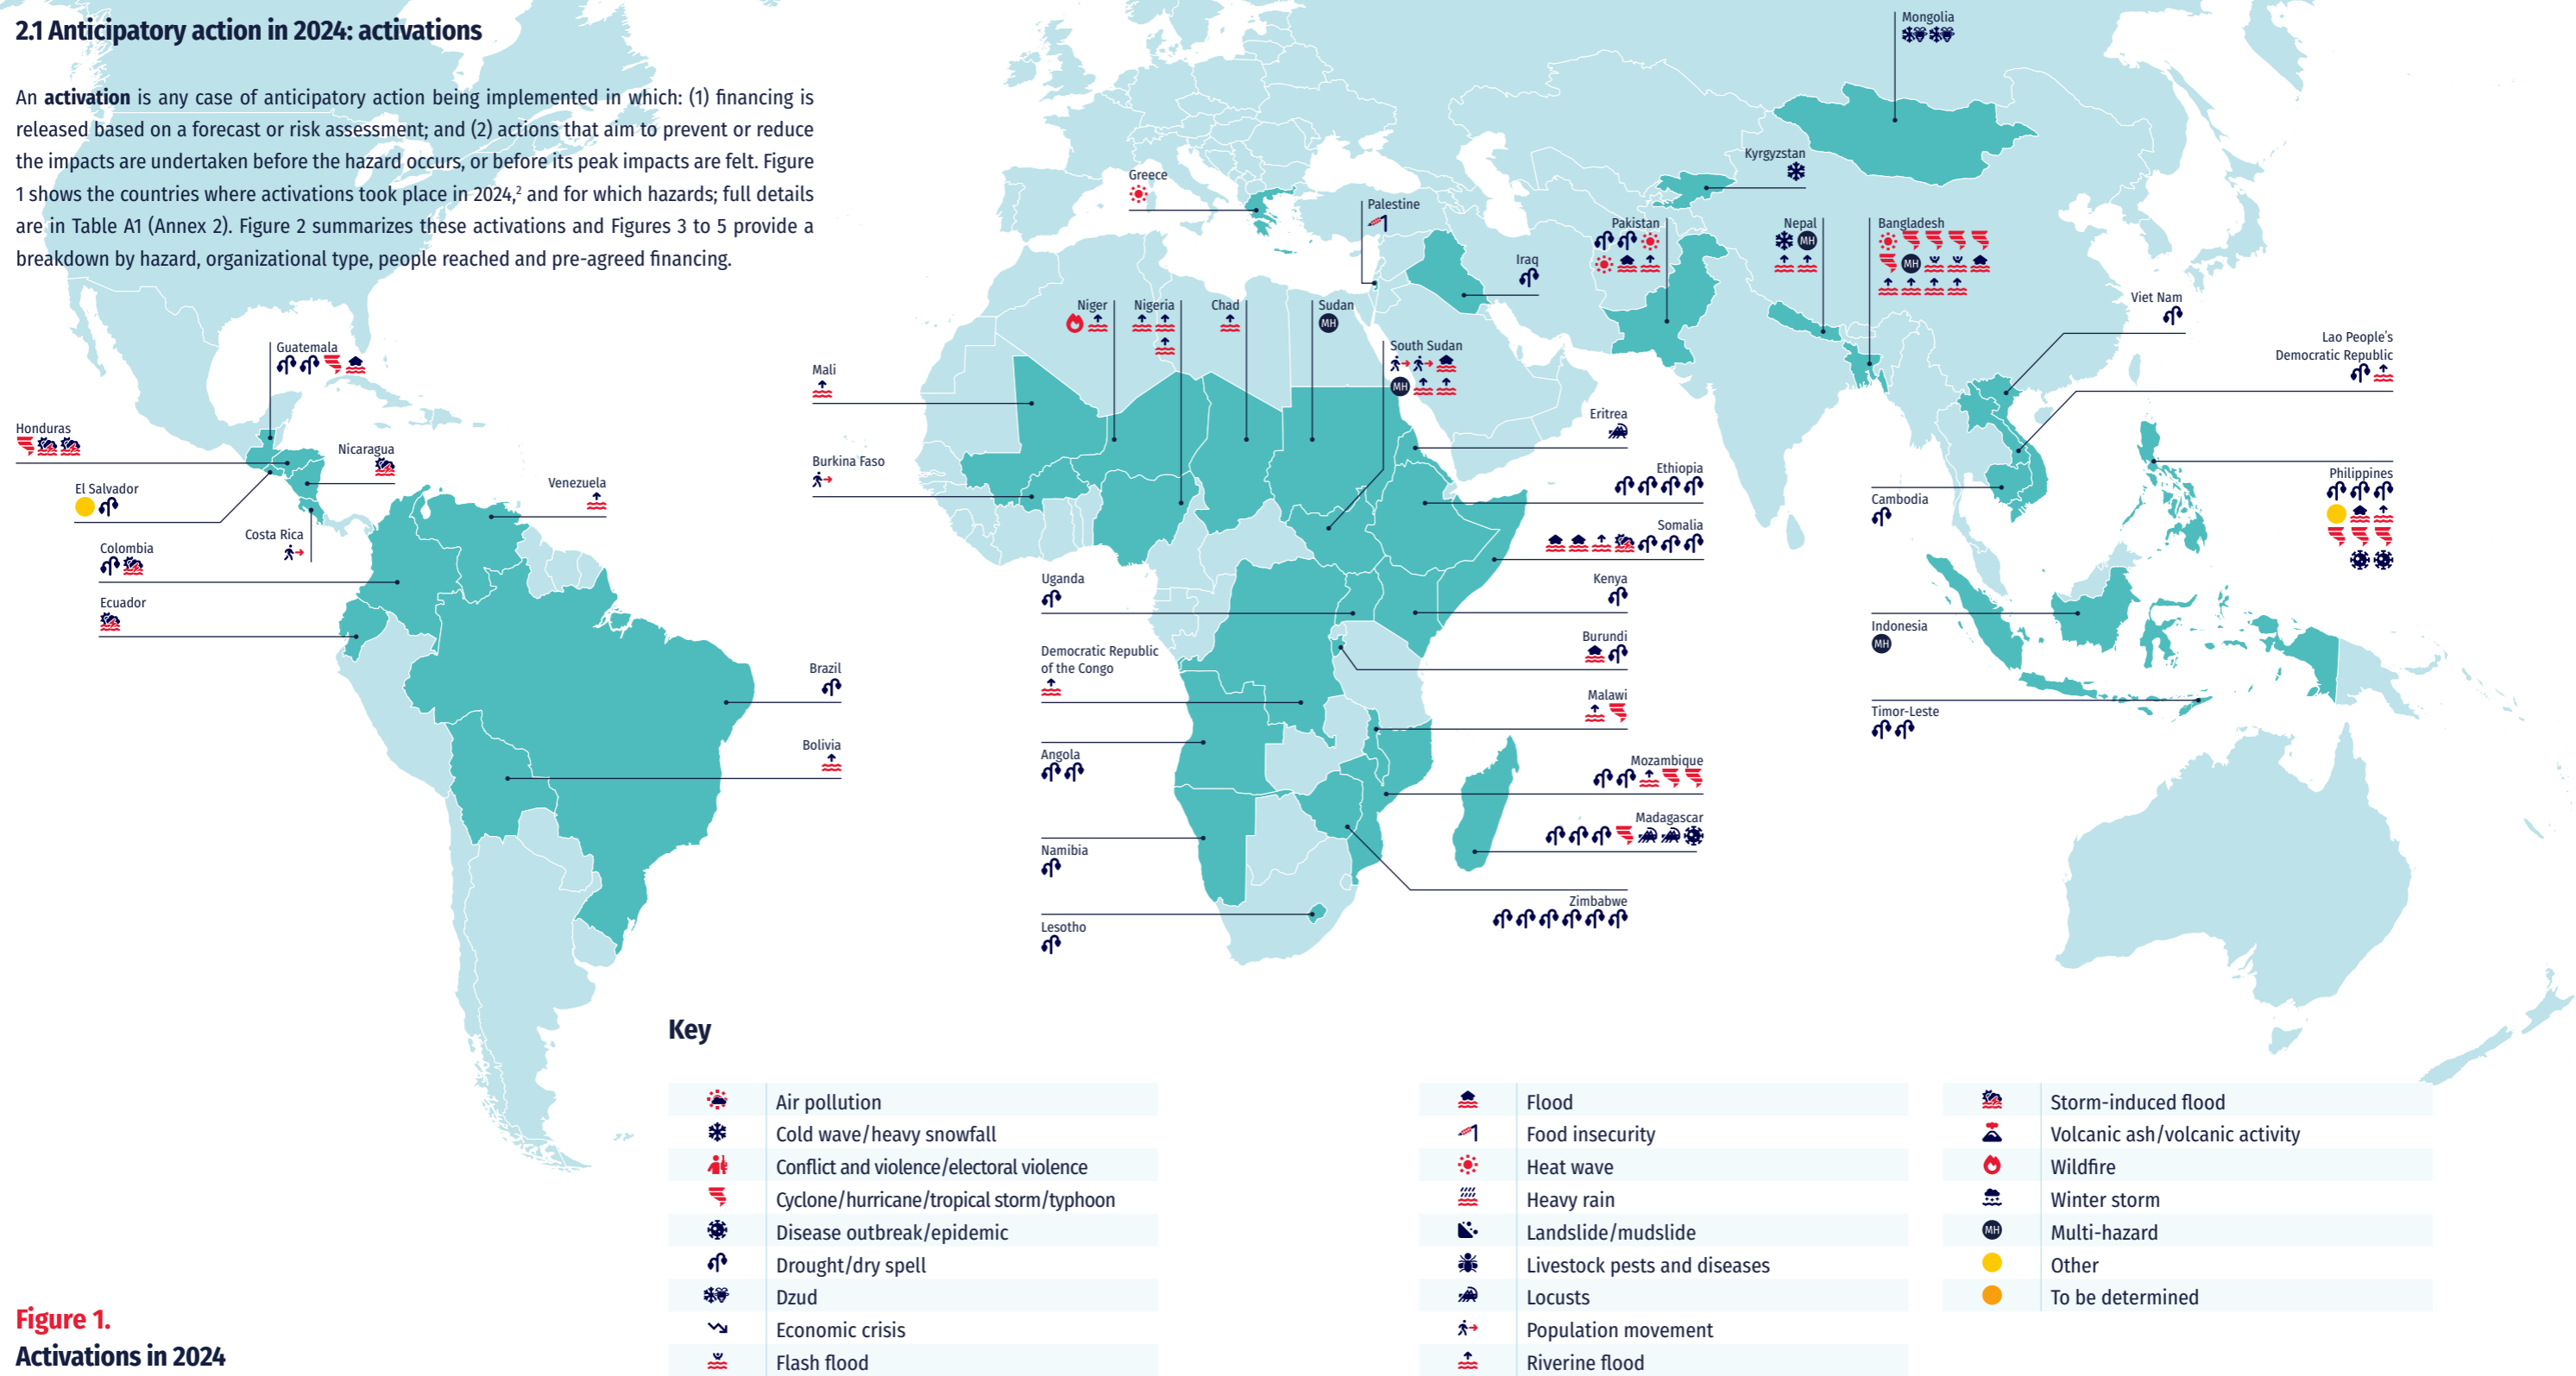 2.1 Anticipatory action in 2024: activations
An activation is any case of anticipatory action being implemented in which: (1) financing is
released based on a forecast or risk assessment; and (2) actions that aim to prevent or reduce
the impacts are undertaken before the hazard occurs, or before its peak impacts are felt. Figure
1 shows the countries where activations took place in 2024,² and for which hazards; full details
are in Table A1 (Annex 2). Figure 2 summarizes these activations and Figures 3 to 5 provide a
breakdown by hazard, organizational type, people reached and pre-agreed financing.
Guatemala
Honduras
Nicaragua
El Salvador
Costa Rica
Venezuela
Colombia
Ecuador
Brazil
Bolivia
Greece
Palestine
Iraq
Niger
Nigeria
Chad
Sudan
MH
South Sudan
MH
Mali
Burkina Faso
Eritrea
Ethiopia
Somalia
Uganda
Kenya
Burundi
Democratic Republic
of the Congo
Malawi
Angola
Mozambique
Madagascar
Namibia
Zimbabwe
Lesotho
Mongolia
Kyrgyzstan
Pakistan
Nepal
MH
Bangladesh
MH
Viet Nam
Lao People's
Democratic Republic
Philippines
Cambodia
Indonesia
MH
Timor-Leste
Key
Air pollution
Cold wave/heavy snowfall
Conflict and violence/electoral violence
Cyclone/hurricane/tropical storm/typhoon
Disease outbreak/epidemic
Drought/dry spell
Dzud
Economic crisis
Flash flood
Flood
Food insecurity
Heat wave
Heavy rain
Landslide/mudslide
Livestock pests and diseases
Locusts
Population movement
Riverine flood
Storm-induced flood
Volcanic ash/volcanic activity
Wildfire
Winter storm
MH Multi-hazard
Other
To be determined
Figure 1.
Activations in 2024